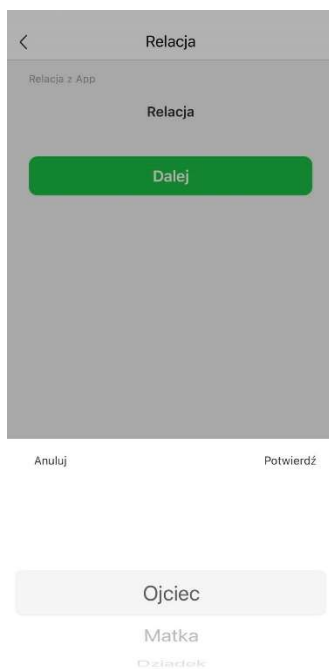 Relacja
Relacja z App
Relacja
Dalej
Anuluj
Potwierdź
Ojciec
Matka
Dziadek